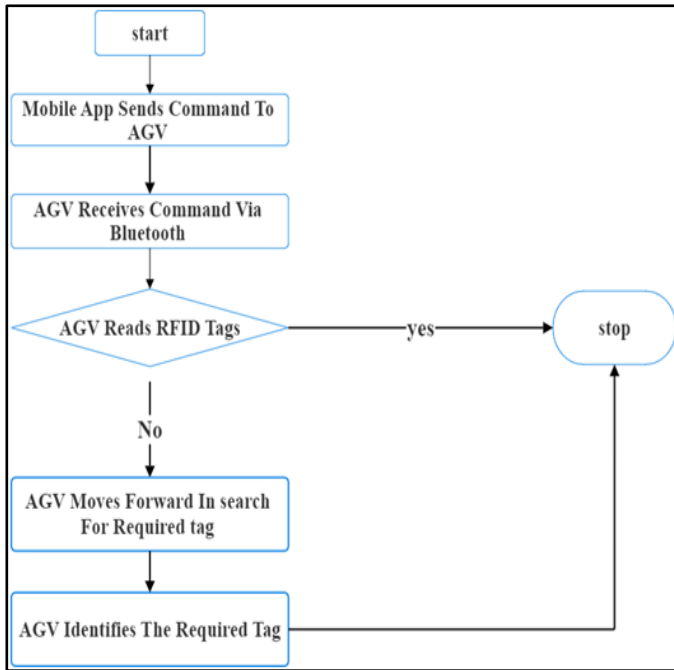 start
Mobile App Sends Command To
AGV
AGV Receives Command Via
Bluetooth
AGV Reads RFID Tags
yes
stop
No
AGV Moves Forward In search
For Required tag
AGV Identifies The Required Tag